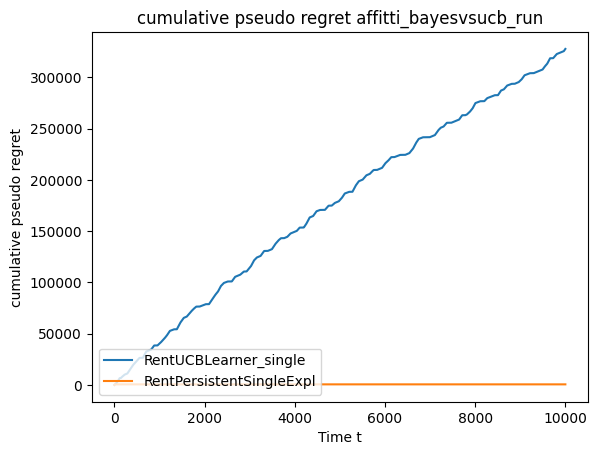 cumulative pseudo regret affitti_bayesvsucb_run
cumulative pseudo regret
300000
250000
200000
150000
100000
50000
0
RentUCBLearner_single
RentPersistentSingleExpl
0 2000 4000 6000 8000 10000
Time t